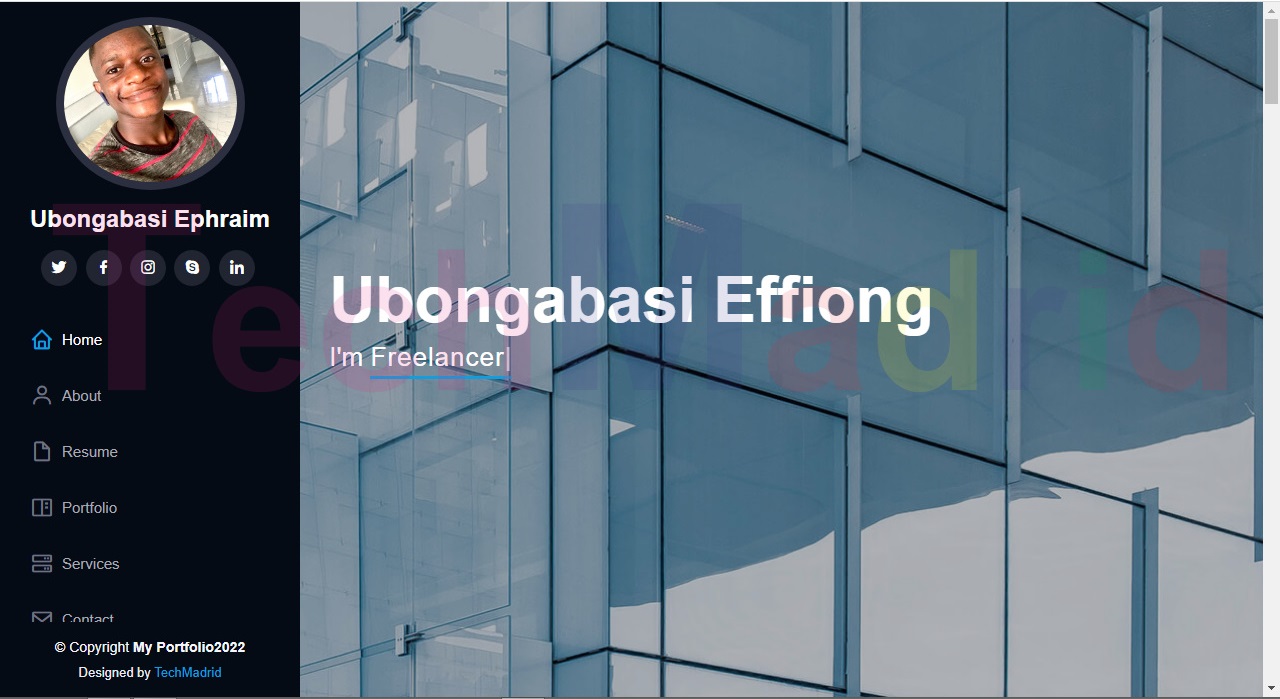 Ubongabasi Ephraim
Home
About
Resume
Portfolio
Services
Contact
© Copyright My Portfolio2022
Designed by TechMadrid
Ubongabasi Effiong
I'm Freelancer|
TechMadrid